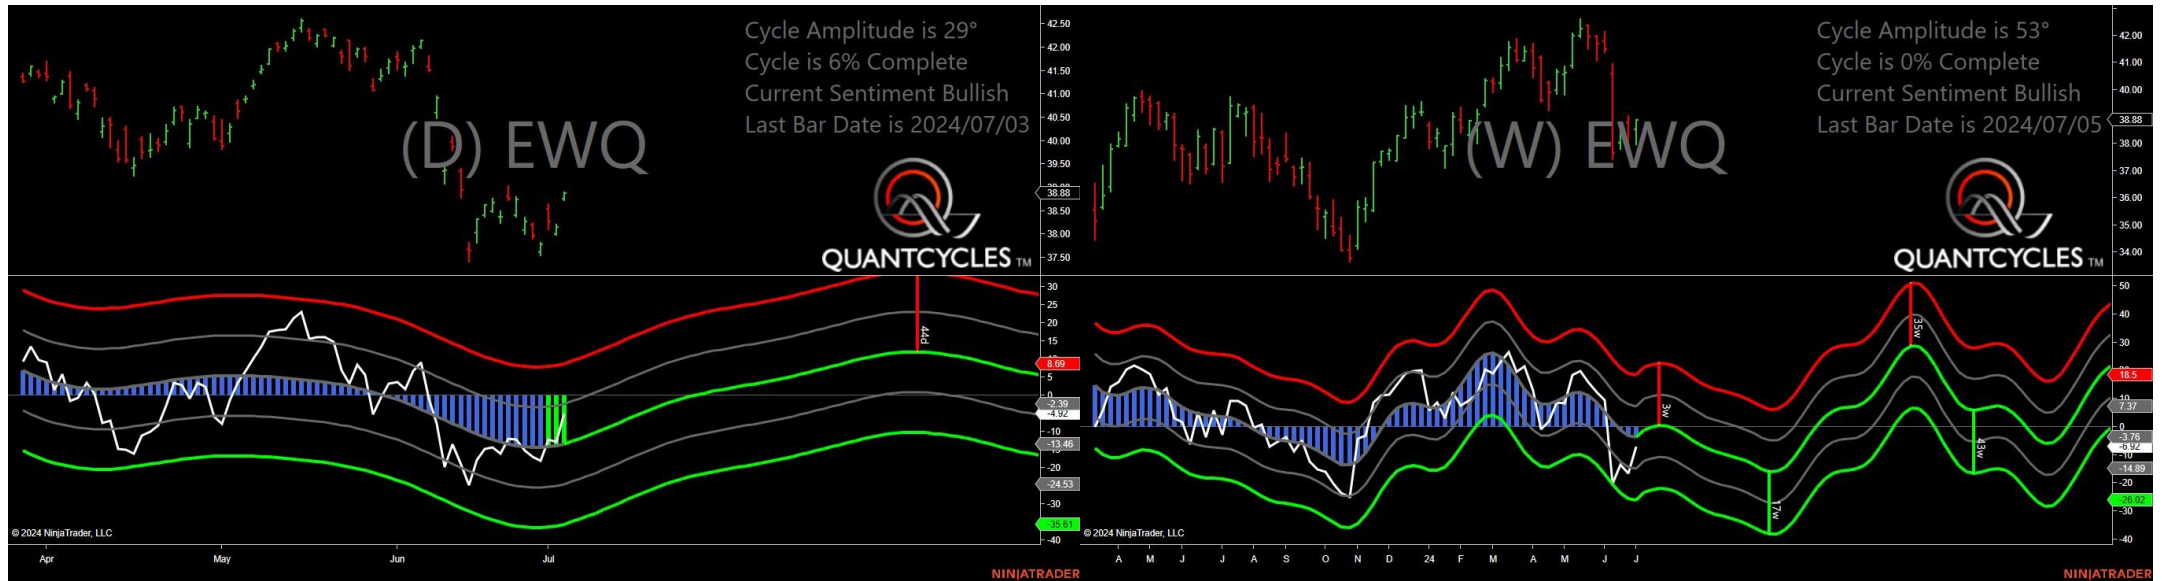 Cycle Amplitude is 29°
Cycle is 6% Complete
Current Sentiment Bullish
Last Bar Date is 2024/07/03
(D) EWQ
QUANTCYCLES TM
42.50
42.00
41.50
41.00
40.50
40.00
39.50
38.88
38.50
38.00
37.50
44d
30
25
20
15
10
8.69
5
0
-2.39
-4.92
-10
-13.46
-20
-24.53
-30
-35.61
-40
© 2024 NinjaTrader, LLC
Apr
May
Jun
Jul
NINJATRADER
Cycle Amplitude is 53°
Cycle is 0% Complete
Current Sentiment Bullish
Last Bar Date is 2024/07/05
(W) EWQ
QUANTCYCLES TM
42.00
41.00
40.00
38.88
38.00
37.00
36.00
35.00
34.00
3w
17w
35w
43w
50
40
30
18.5
10
7.37
0
-3.76
-6.92
-10
-14.89
-20
-26.02
-30
-40
© 2024 NinjaTrader, LLC
A
M
J
J
A
S
O
N
D
24
F
M
A
M
J
J
NINJATRADER